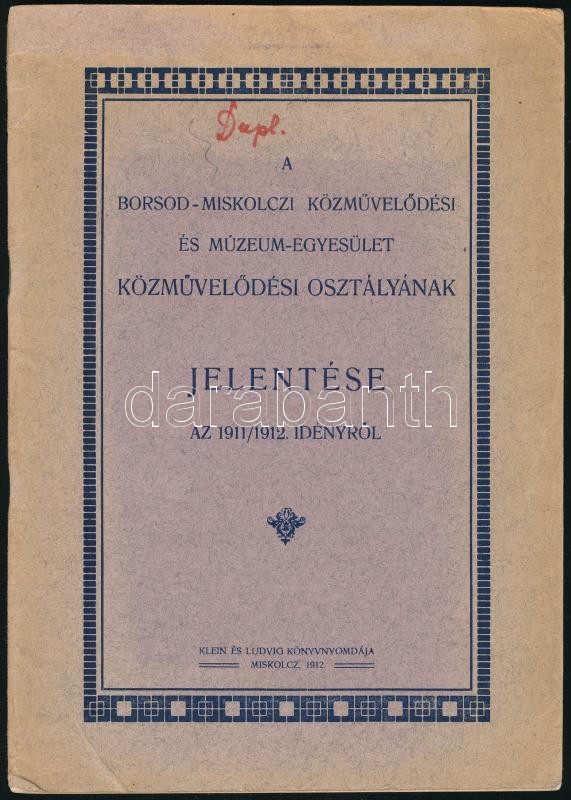 Dupl.
A
BORSOD-MISKOLCZI KÖZMŰVELŐDÉSI
ÉS MÚZEUM-EGYESÜLET
KÖZMŰVELŐDÉSI OSZTÁLYÁNAK
JELENTÉSE
darabanth
AZ 1911/1912. IDÉNYRŐL
KLEIN ÉS LUDVIG KÖNYVNYOMDÁJA
MISKOLCZ, 1912